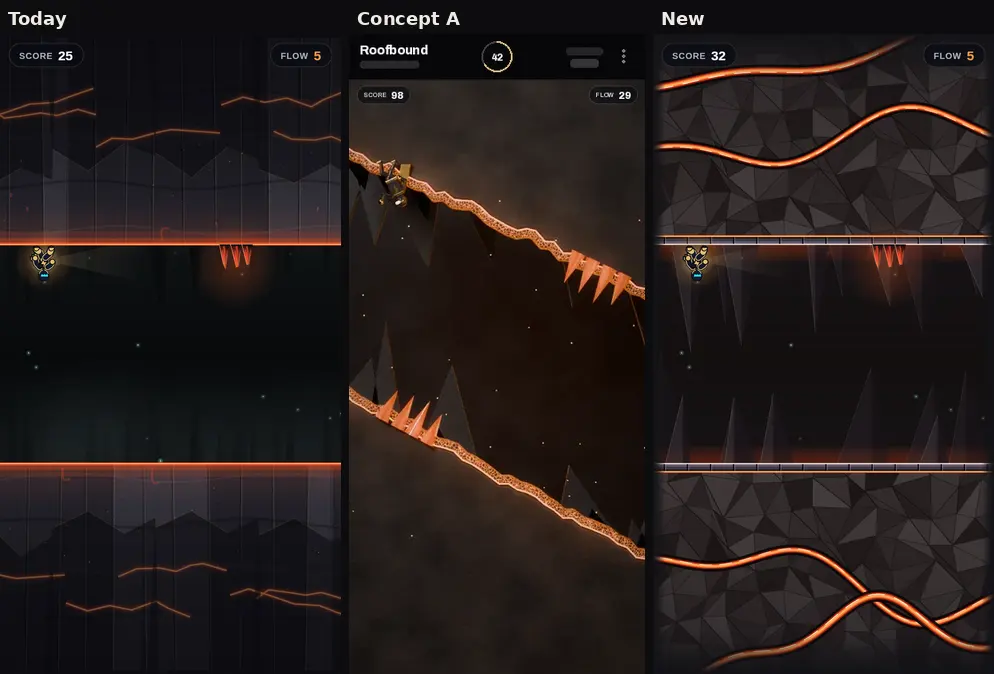 Today
SCORE 25
FLOW 5
Concept A
Roofbound
42
SCORE 98
FLOW 29
New
SCORE 32
FLOW 5